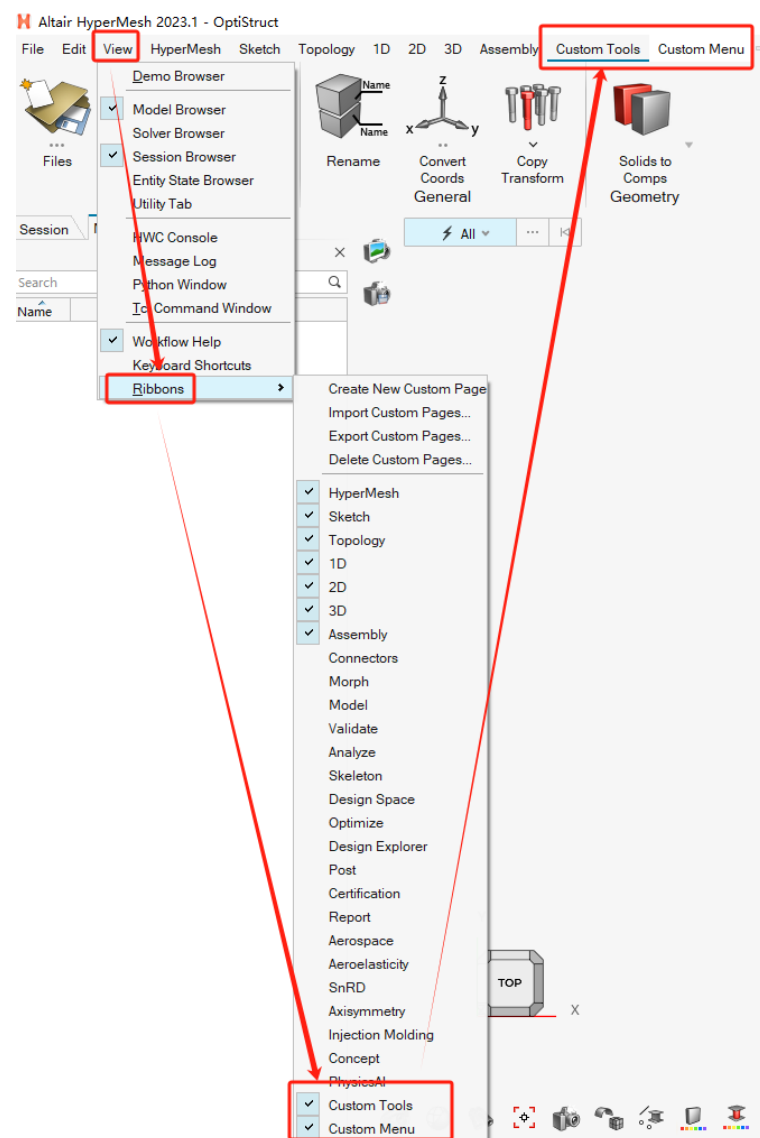 Altair HyperMesh 2023.1 - OptiStruct
File Edit View HyperMesh Sketch Topology 1D 2D 3D Assembly Custom Tools Custom Menu
Demo Browser
Model Browser
Solver Browser
Session Browser
Entity State Browser
Utility Tab
HWC Console
Message Log
Python Window
Tcl Command Window
Workflow Help
Keyboard Shortcuts
Ribbons
Files
Name
Name
Rename
z
x
y
Convert
Coords
General
Copy
Transform
Solids to
Comps
Geometry
Session
All
Search
Name
Create New Custom Page
Import Custom Pages...
Export Custom Pages...
Delete Custom Pages...
HyperMesh
Sketch
Topology
1D
2D
3D
Assembly
Connectors
Morph
Model
Validate
Analyze
Skeleton
Design Space
Optimize
Design Explorer
Post
Certification
Report
Aerospace
Aeroelasticity
SnRD
Axisymmetry
Injection Molding
Concept
PhysicsAI
Custom Tools
Custom Menu
TOP
X